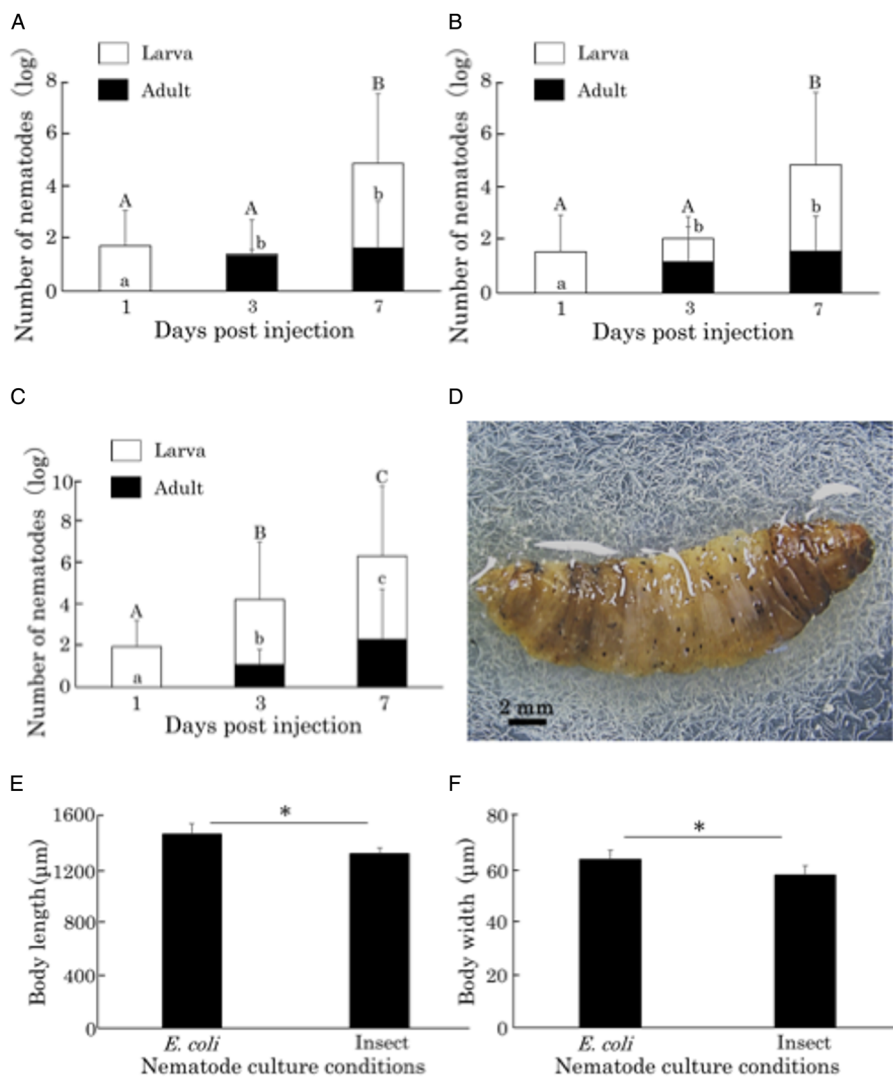 A
Larva
Adult
Number of nematodes (log)
8
6
4
2
0
A
a
A
b
B
b
1 3 7
Days post injection
B
Larva
Adult
Number of nematodes (log)
8
6
4
2
0
A
a
A
b
B
b
1 3 7
Days post injection
C
Larva
Adult
Number of nematodes (log)
10
8
6
4
2
0
A
a
B
b
C
c
1 3 7
Days post injection
D
2 mm
E
Body length (μm)
1600
1200
800
400
0
*
E. coli Insect
Nematode culture conditions
F
Body width (μm)
80
60
40
20
0
*
E. coli Insect
Nematode culture conditions